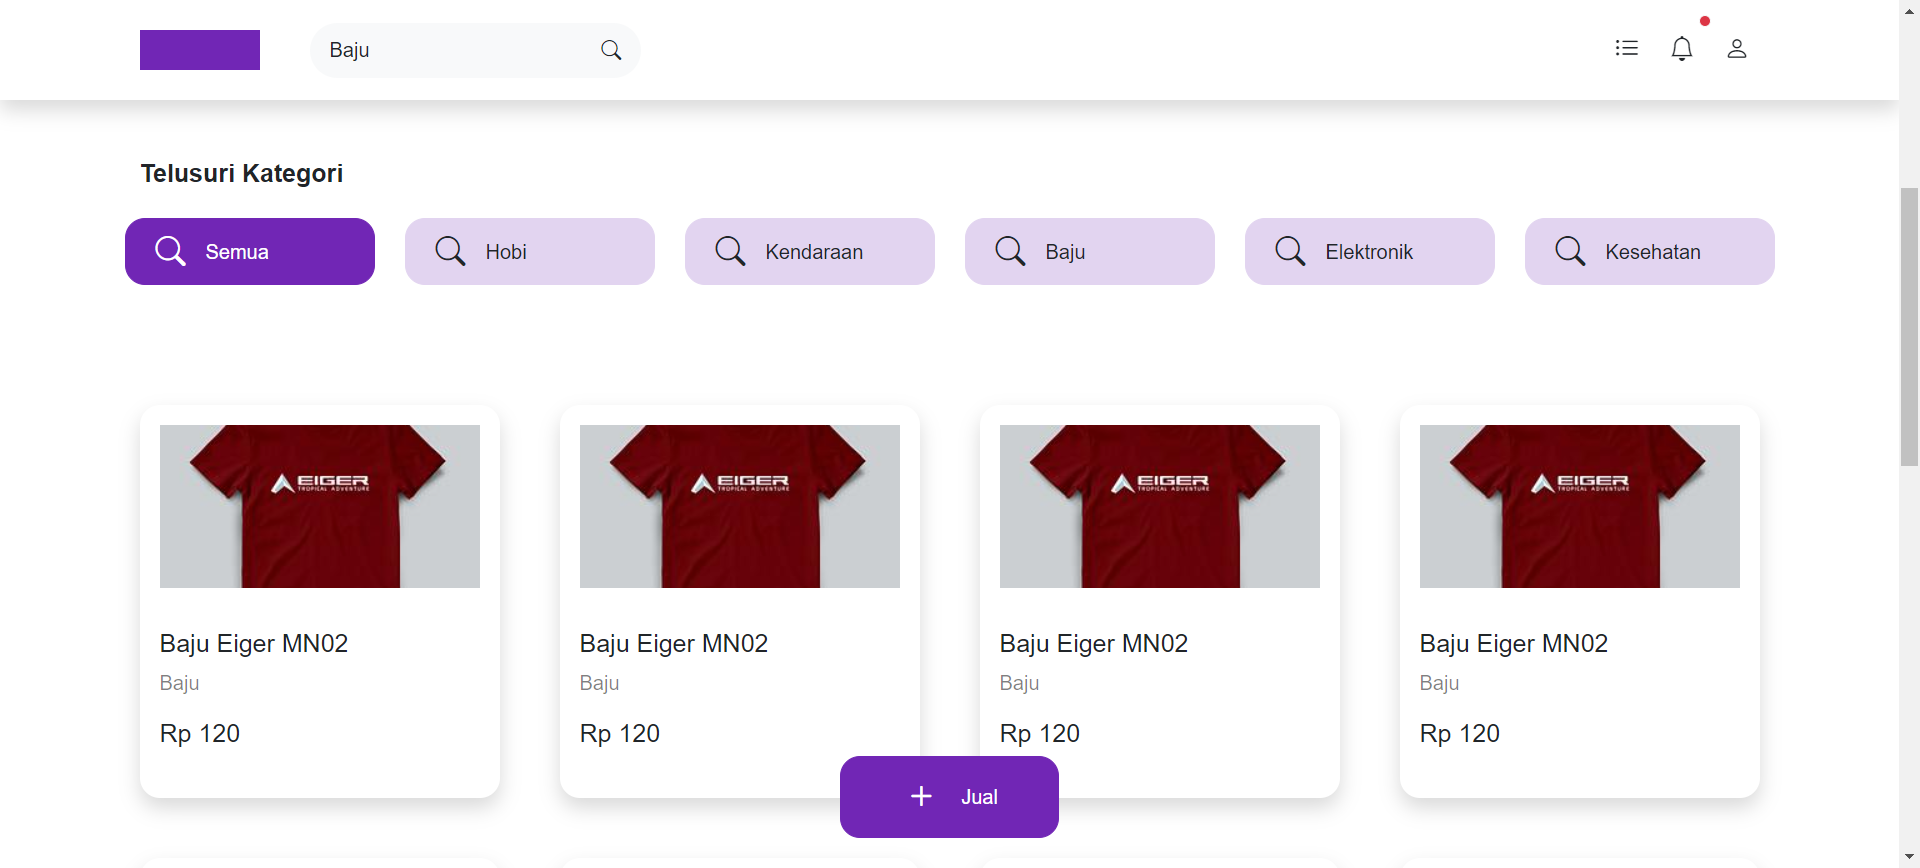 Baju
Telusuri Kategori
Semua
Hobi
Kendaraan
Baju
Elektronik
Kesehatan
EIGER
TROPICAL ADVENTURE
EIGER
TROPICAL ADVENTURE
EIGER
TROPICAL ADVENTURE
EIGER
TROPICAL ADVENTURE
Baju Eiger MN02
Baju
Rp 120
Baju Eiger MN02
Baju
Rp 120
Baju Eiger MN02
Baju
Rp 120
Baju Eiger MN02
Baju
Rp 120
+ Jual